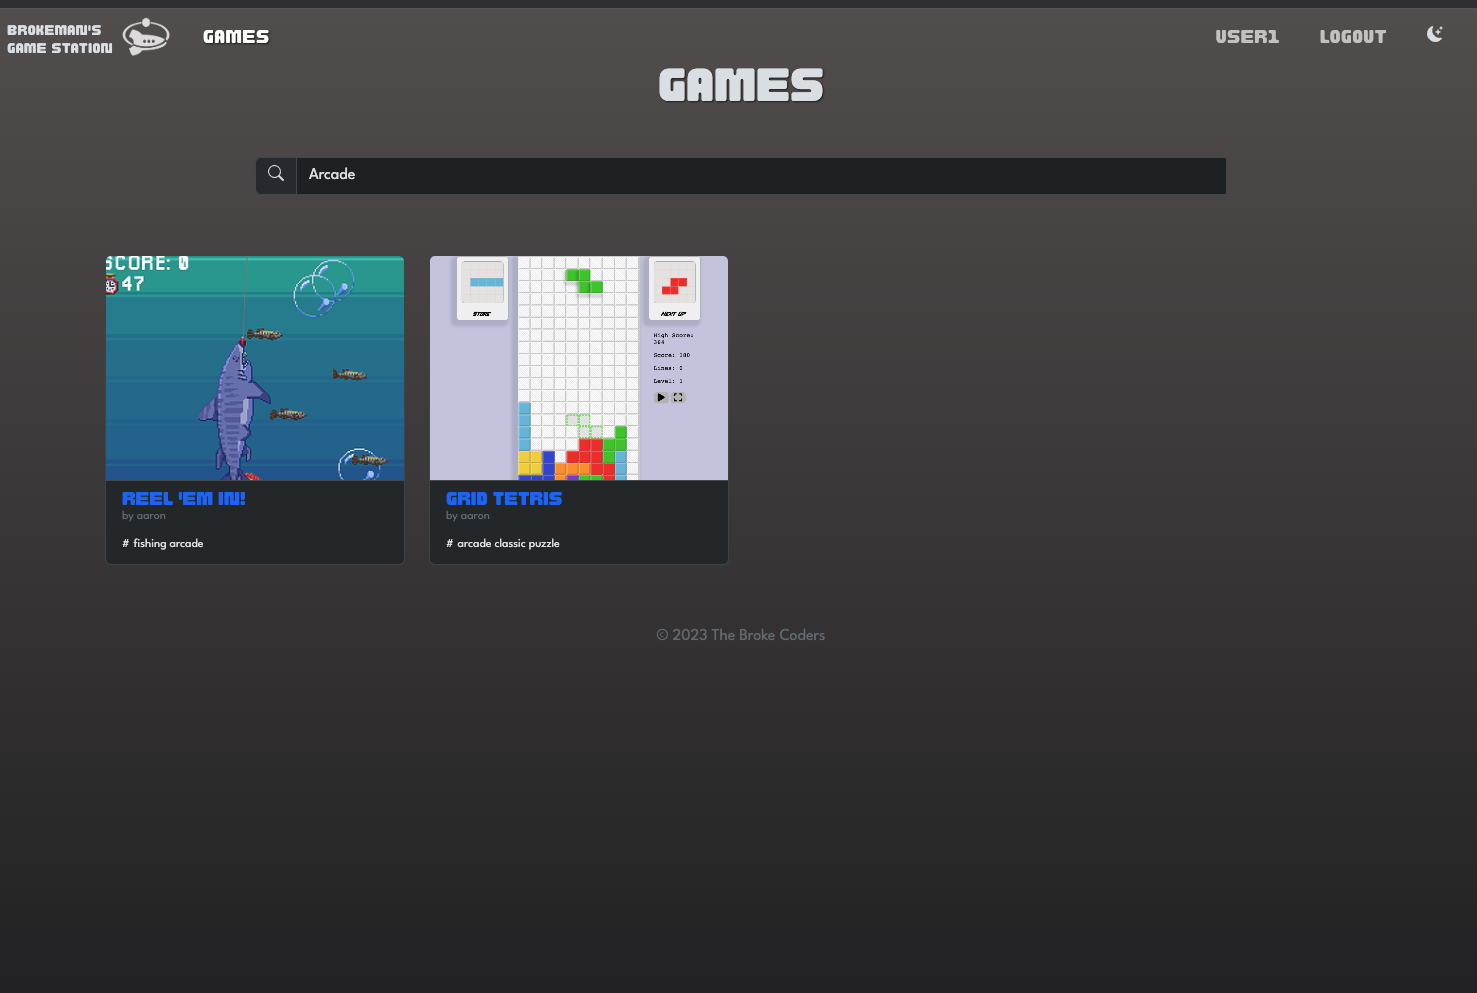 BROKEMAN'S
GAME STATION
GAMES
USER1
LOGOUT
GAMES
Arcade
SCORE: 0
47
STORE
NEXT UP
High Score:
364
Score: 180
Lines: 0
Level: 1
REEL 'EM IN!
by aaron
# fishing arcade
GRID TETRIS
by aaron
# arcade classic puzzle
© 2023 The Broke Coders